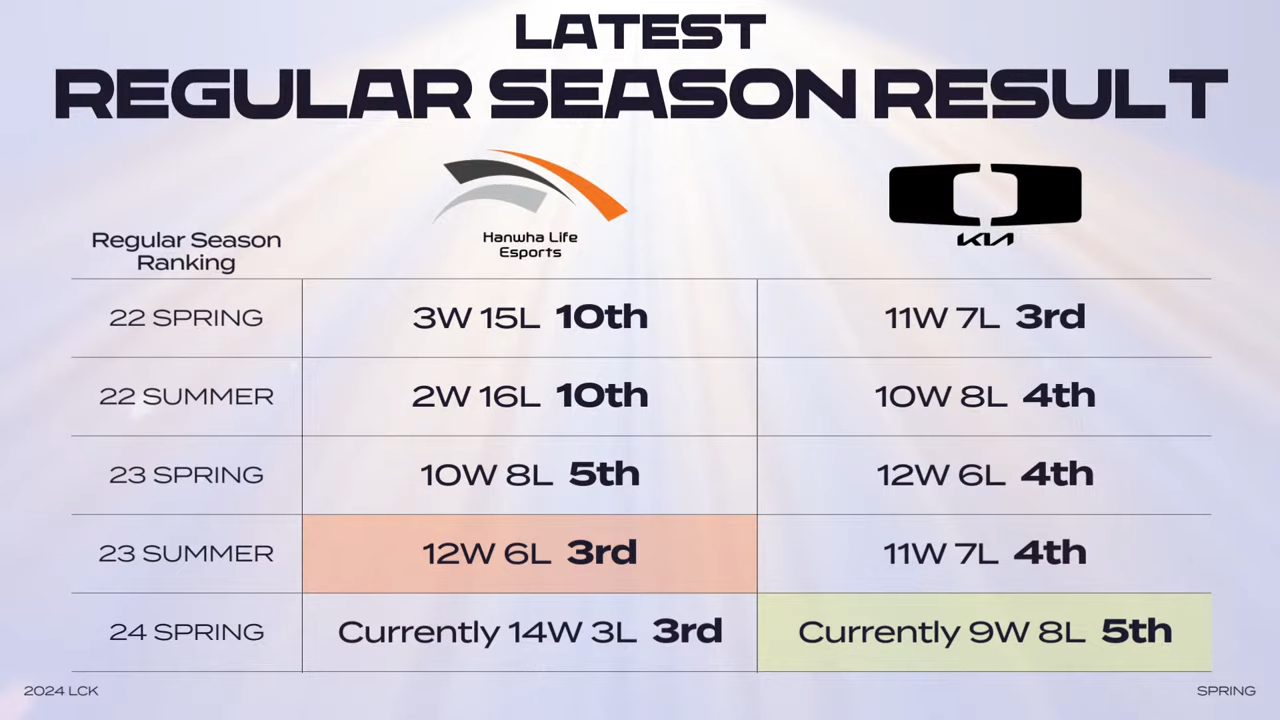 LATEST
REGULAR SEASON RESULT
Hanwha Life
Esports
KIA
Regular Season
Ranking
22 SPRING 3W 15L 10th 11W 7L 3rd
22 SUMMER 2W 16L 10th 10W 8L 4th
23 SPRING 10W 8L 5th 12W 6L 4th
23 SUMMER 12W 6L 3rd 11W 7L 4th
24 SPRING Currently 14W 3L 3rd Currently 9W 8L 5th
2024 LCK SPRING